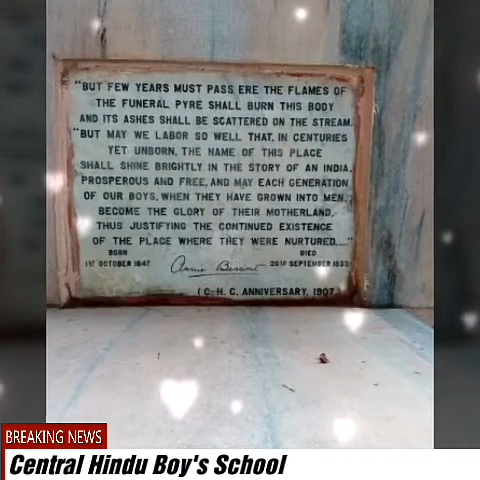 "BUT FEW YEARS MUST PASS ERE THE FLAMES OF
THE FUNERAL PYRE SHALL BURN THIS BODY
AND ITS ASHES SHALL BE SCATTERED ON THE STREAM.
"BUT MAY WE LABOR SO WELL THAT, IN CENTURIES
YET UNBORN, THE NAME OF THIS PLACE
SHALL SHINE BRIGHTLY IN THE STORY OF AN INDIA,
PROSPEROUS AND FREE, AND MAY EACH GENERATION
OF OUR BOYS, WHEN THEY HAVE GROWN INTO MEN,
BECOME THE GLORY OF THEIR MOTHERLAND,
THUS JUSTIFYING THE CONTINUED EXISTENCE
OF THE PLACE WHERE THEY WERE NURTURED...."
BORN DIED
1ST OCTOBER 1847 Annie Besant 20TH SEPTEMBER 1933
(C. H. C. ANNIVERSARY, 1907)
BREAKING NEWS
Central Hindu Boy's School